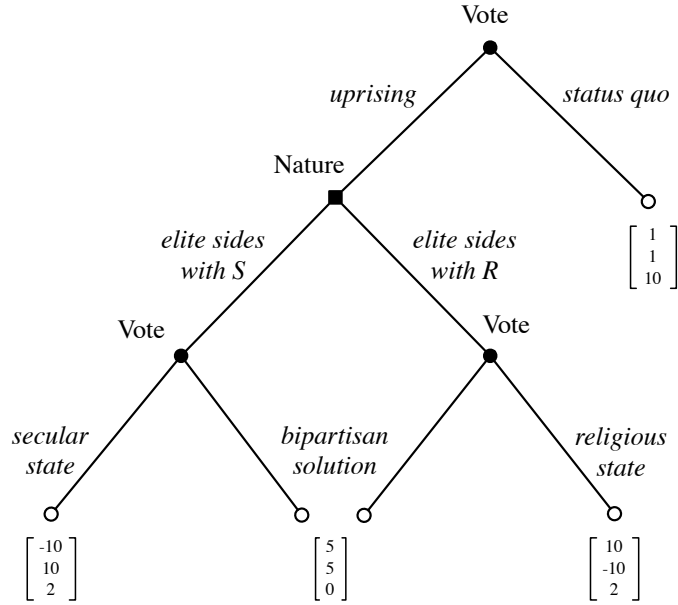 Vote
uprising
status quo
Nature
1
1
10
elite sides
with S
elite sides
with R
Vote
Vote
secular
state
bipartisan
solution
religious
state
-10
10
2
5
5
0
10
-10
2